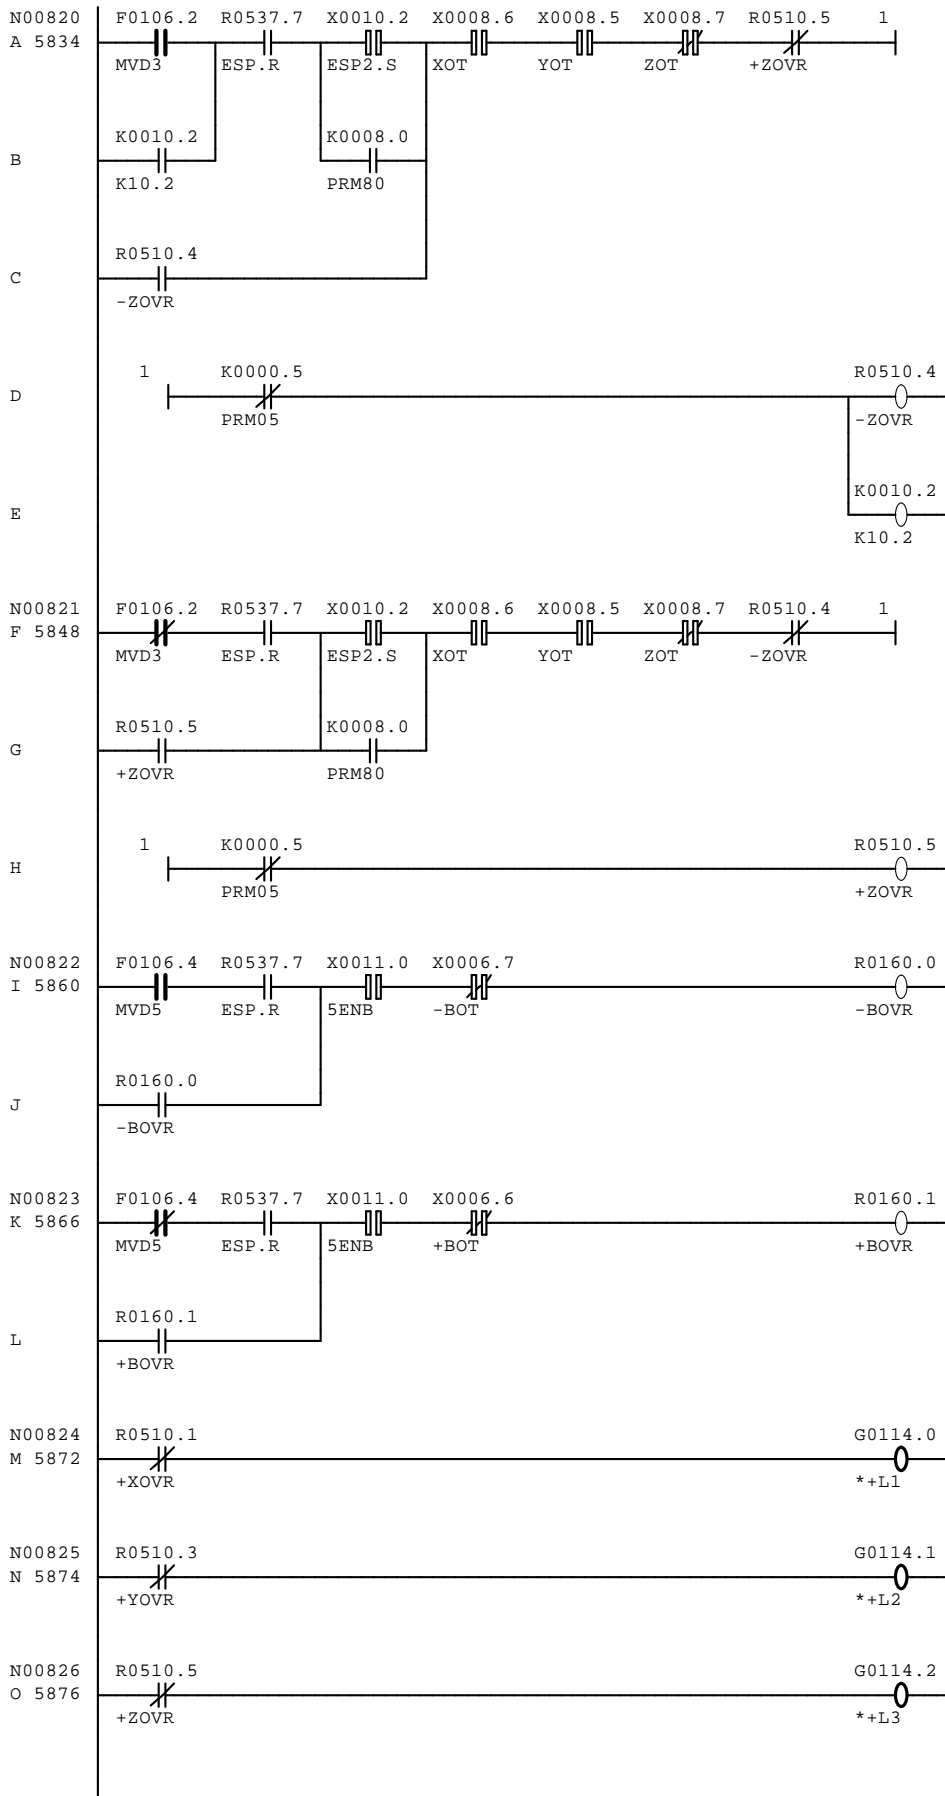 N00820 F0106.2 R0537.7 X0010.2 X0008.6 X0008.5 X0008.7 R0510.5 1
A 5834
MVD3 ESP.R ESP2.S XOT YOT ZOT +ZOVR
K0010.2 K0008.0
B
K10.2 PRM80
R0510.4
C
-ZOVR
1 K0000.5 R0510.4
D
PRM05 -ZOVR
K0010.2
E
K10.2
N00821 F0106.2 R0537.7 X0010.2 X0008.6 X0008.5 X0008.7 R0510.4 1
F 5848
MVD3 ESP.R ESP2.S XOT YOT ZOT -ZOVR
R0510.5 K0008.0
G
+ZOVR PRM80
1 K0000.5 R0510.5
H
PRM05 +ZOVR
N00822 F0106.4 R0537.7 X0011.0 X0006.7 R0160.0
I 5860
MVD5 ESP.R 5ENB -BOT -BOVR
R0160.0
J
-BOVR
N00823 F0106.4 R0537.7 X0011.0 X0006.6 R0160.1
K 5866
MVD5 ESP.R 5ENB +BOT +BOVR
R0160.1
L
+BOVR
N00824 R0510.1 G0114.0
M 5872
+XOVR *+L1
N00825 R0510.3 G0114.1
N 5874
+YOVR *+L2
N00826 R0510.5 G0114.2
O 5876
+ZOVR *+L3